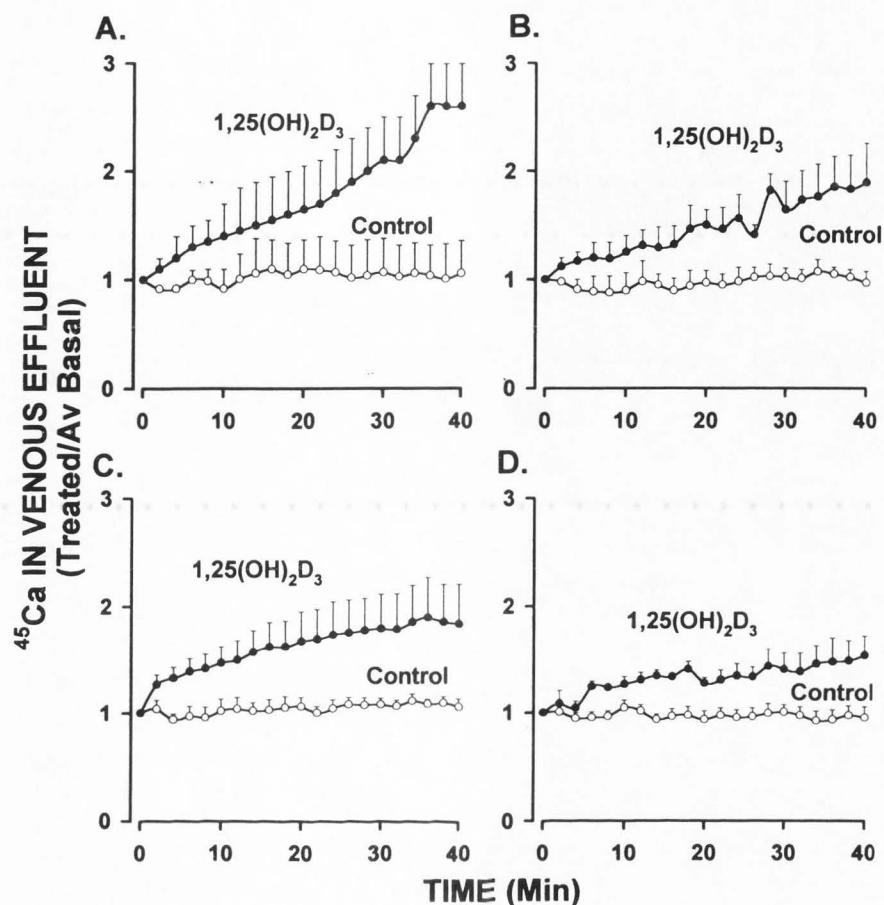 A.
3
2
1
0
1,25(OH)₂D₃
Control
0 10 20 30 40
B.
3
2
1
0
1,25(OH)₂D₃
Control
0 10 20 30 40
C.
3
2
1
0
1,25(OH)₂D₃
Control
0 10 20 30 40
D.
3
2
1
0
1,25(OH)₂D₃
Control
0 10 20 30 40
⁴⁵Ca IN VENOUS EFFLUENT
(Treated/Av Basal)
TIME (Min)